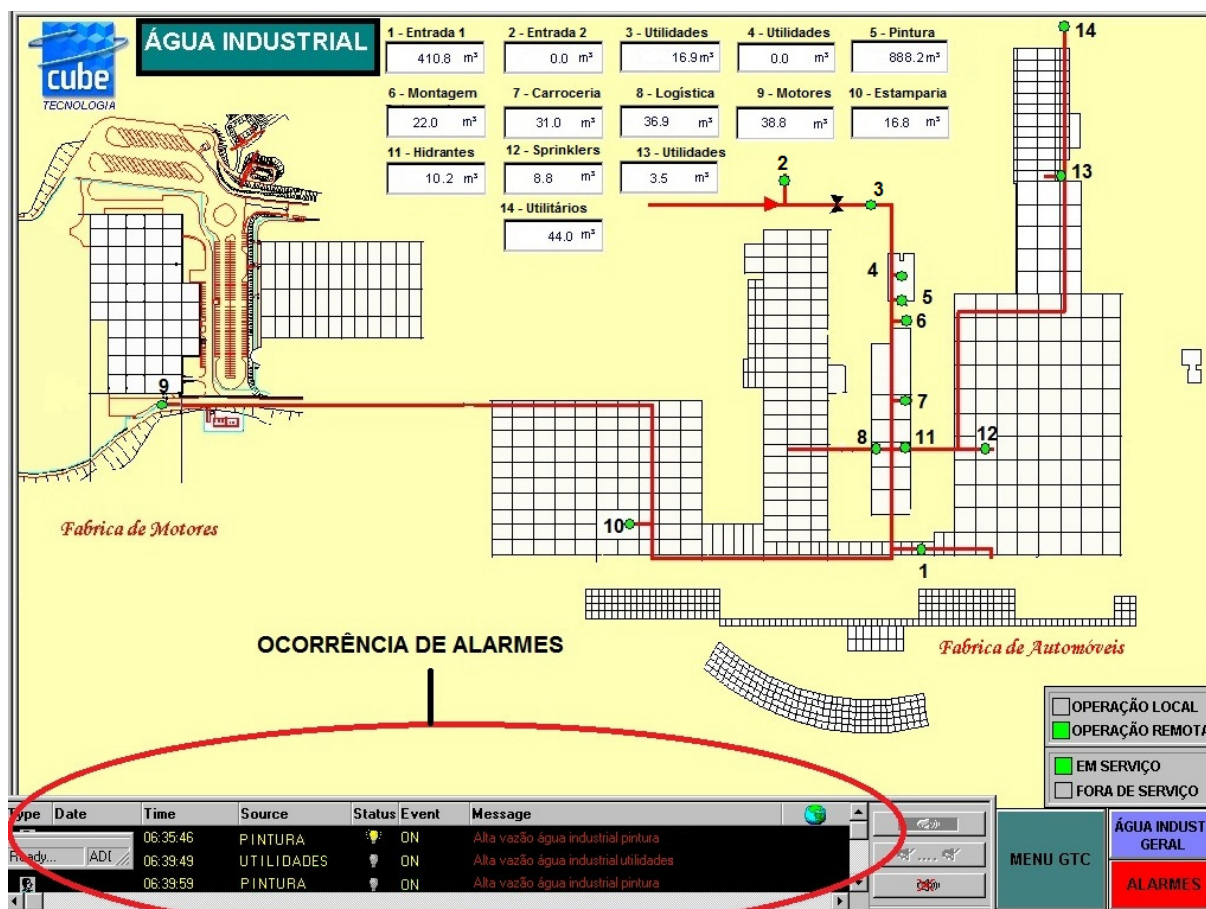 cube
TECNOLOGIA
ÁGUA INDUSTRIAL
1 - Entrada 1
410.8 m³
2 - Entrada 2
0.0 m³
3 - Utilidades
16.9 m³
4 - Utilidades
0.0 m³
5 - Pintura
888.2 m³
6 - Montagem
22.0 m³
7 - Carroceria
31.0 m³
8 - Logística
36.9 m³
9 - Motores
38.8 m³
10 - Estamparia
16.8 m³
11 - Hidrantes
10.2 m³
12 - Sprinklers
8.8 m³
13 - Utilidades
3.5 m³
14 - Utilitários
44.0 m³
14
13
2
3
4
5
6
9
7
8
11
12
10
1
Fabrica de Motores
Fabrica de Automóveis
OCORRÊNCIA DE ALARMES
OPERAÇÃO LOCAL
OPERAÇÃO REMOTA
EM SERVIÇO
FORA DE SERVIÇO
Type Date Time Source Status Event Message
06:35:46 PINTURA ON Alta vazão água industrial pintura
Ready... ADI
06:39:49 UTILIDADES ON Alta vazão água industrial utilidades
06:39:59 PINTURA ON Alta vazão água industrial pintura
MENU GTC
ÁGUA INDUST
GERAL
ALARMES